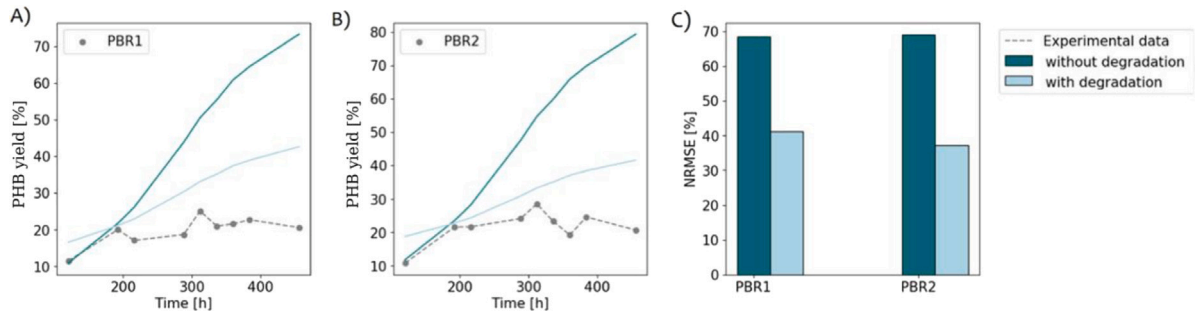 A)
PBR1
PHB yield [%]
70
60
50
40
30
20
10
200
300
400
Time [h]
B)
PBR2
PHB yield [%]
80
70
60
50
40
30
20
10
200
300
400
Time [h]
C)
NRMSE [%]
70
60
50
40
30
20
10
0
PBR1
PBR2
Experimental data
without degradation
with degradation